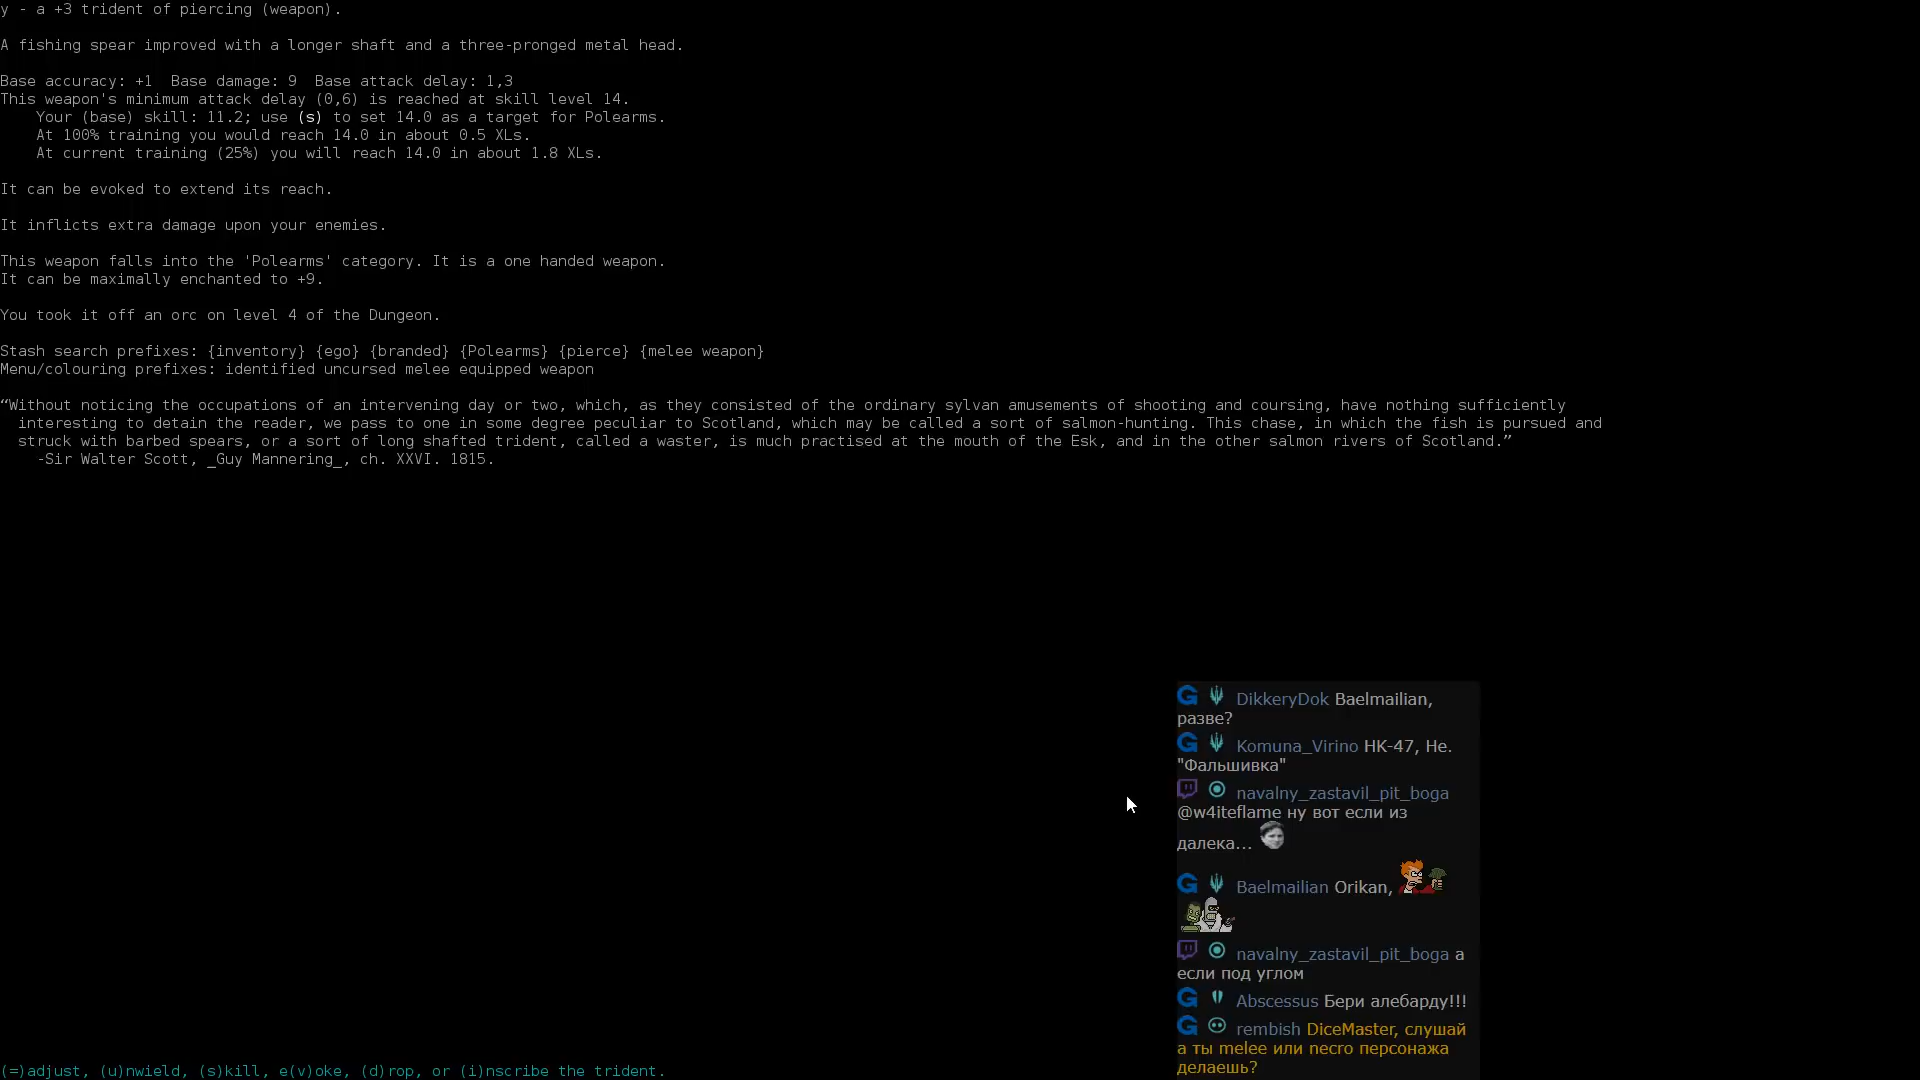 y - a +3 trident of piercing (weapon).
A fishing spear improved with a longer shaft and a three-pronged metal head.
Base accuracy: +1  Base damage: 9  Base attack delay: 1,3
This weapon's minimum attack delay (0,6) is reached at skill level 14.
Your (base) skill: 11.2; use (s) to set 14.0 as a target for Polearms.
At 100% training you would reach 14.0 in about 0.5 XLs.
At current training (25%) you will reach 14.0 in about 1.8 XLs.
It can be evoked to extend its reach.
It inflicts extra damage upon your enemies.
This weapon falls into the 'Polearms' category. It is a one handed weapon.
It can be maximally enchanted to +9.
You took it off an orc on level 4 of the Dungeon.
Stash search prefixes: {inventory} {ego} {branded} {Polearms} {pierce} {melee weapon}
Menu/colouring prefixes: identified uncursed melee equipped weapon
“Without noticing the occupations of an intervening day or two, which, as they consisted of the ordinary sylvan amusements of shooting and coursing, have nothing sufficiently
interesting to detain the reader, we pass to one in some degree peculiar to Scotland, which may be called a sort of salmon-hunting. This chase, in which the fish is pursued and
struck with barbed spears, or a sort of long shafted trident, called a waster, is much practised at the mouth of the Esk, and in the other salmon rivers of Scotland.”
-Sir Walter Scott, _Guy Mannering_, ch. XXVI. 1815.
DikkeryDok Baelmailian,
разве?
Komuna_Virino HK-47, Не.
"Фальшивка"
navalny_zastavil_pit_boga
@w4iteflame ну вот если из
далека...
Baelmailian Orikan,
navalny_zastavil_pit_boga а
если под углом
Abscessus Бери алебарду!!!
rembish DiceMaster, слушай
а ты melee или necro персонажа
делаешь?
(=)adjust, (u)nwield, (s)kill, e(v)oke, (d)rop, or (i)nscribe the trident.